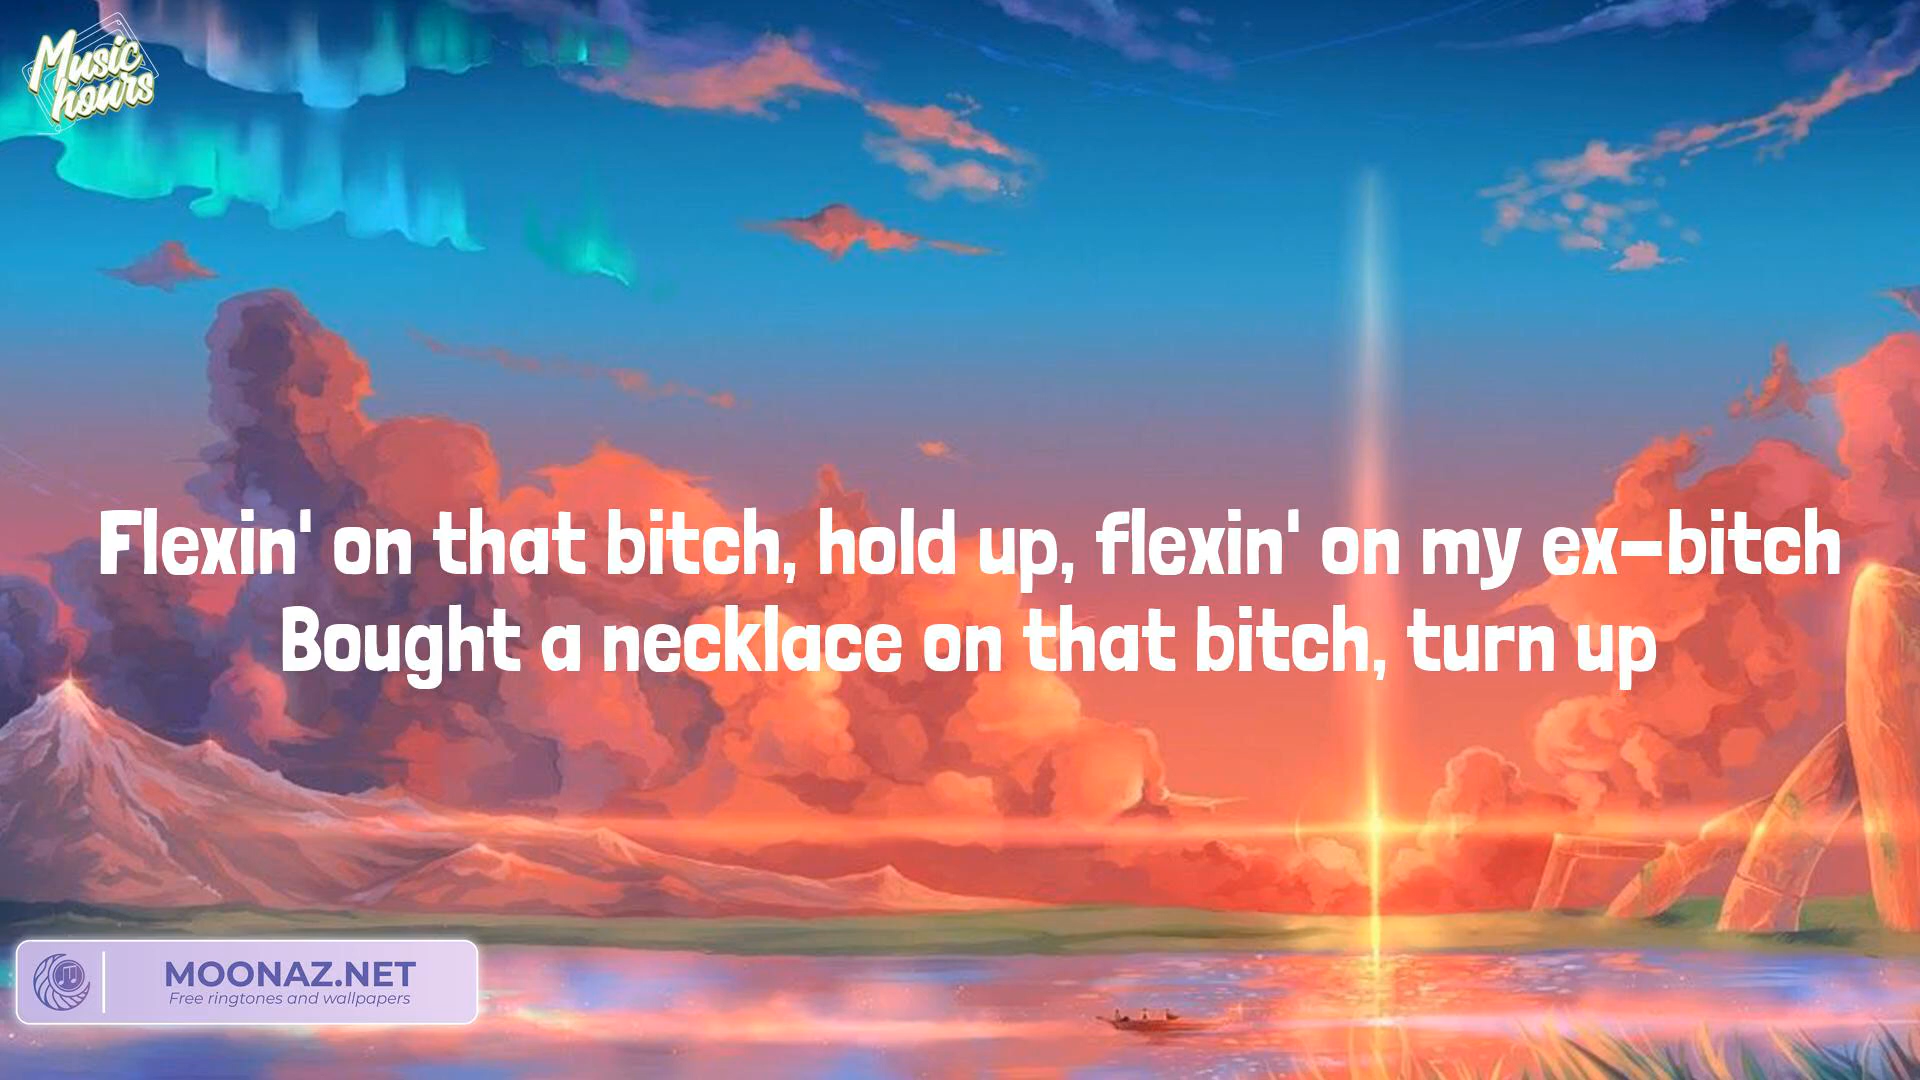 Music
hours
Flexin' on that bitch, hold up, flexin' on my ex-bitch
Bought a necklace on that bitch, turn up
MOONAZ.NET
Free ringtones and wallpapers